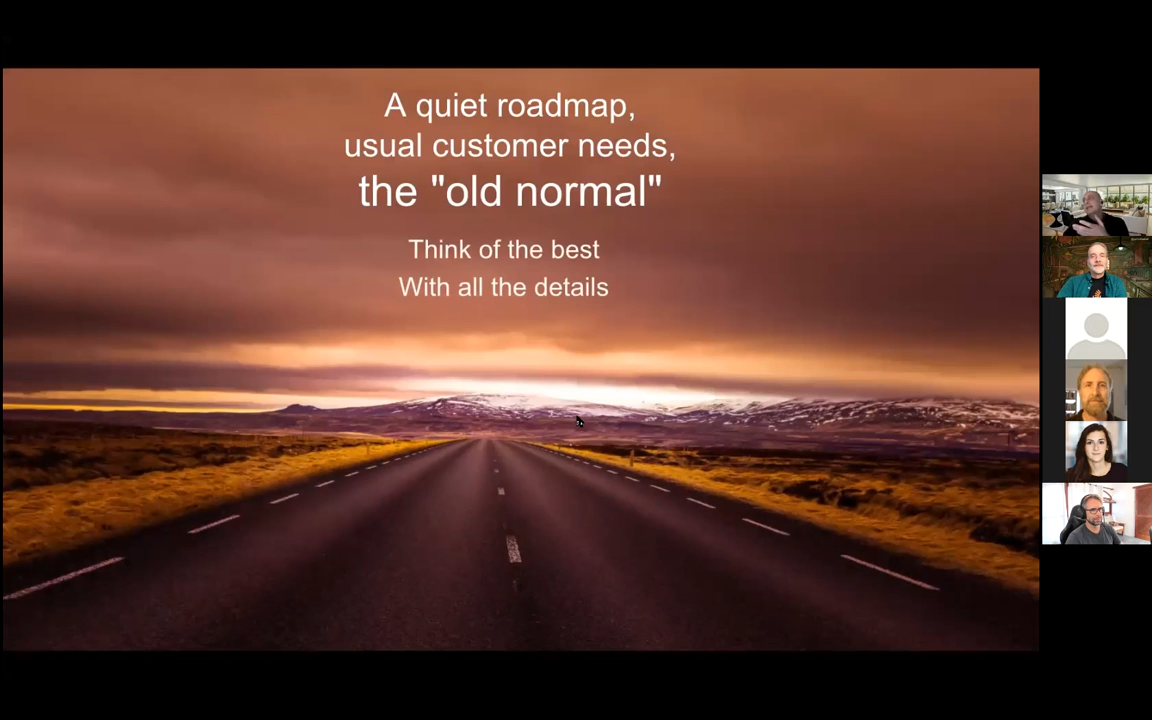 A quiet roadmap,
usual customer needs,
the "old normal"
Think of the best
With all the details